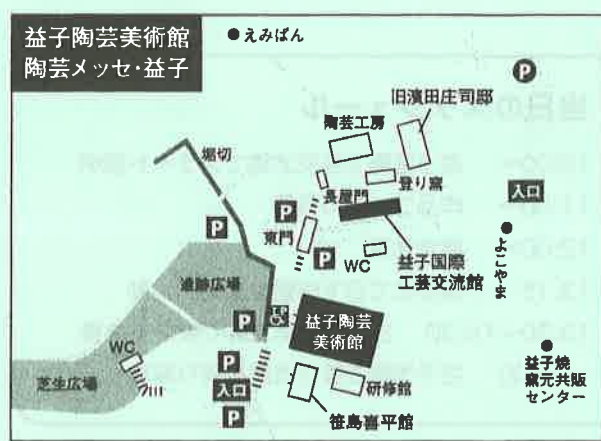 益子陶芸美術館
陶芸メッセ・益子
●えみぱん
P
旧濱田庄司邸
陶芸工房
堀切
登り窯
長屋門
入口
P
P
東門
よこやま
益子国際
工芸交流館
WC
P
遺跡広場
P
益子陶芸
美術館
WC
益子焼
窯元共販
センター
P
研修館
芝生広場
入口
笹島喜平館
P